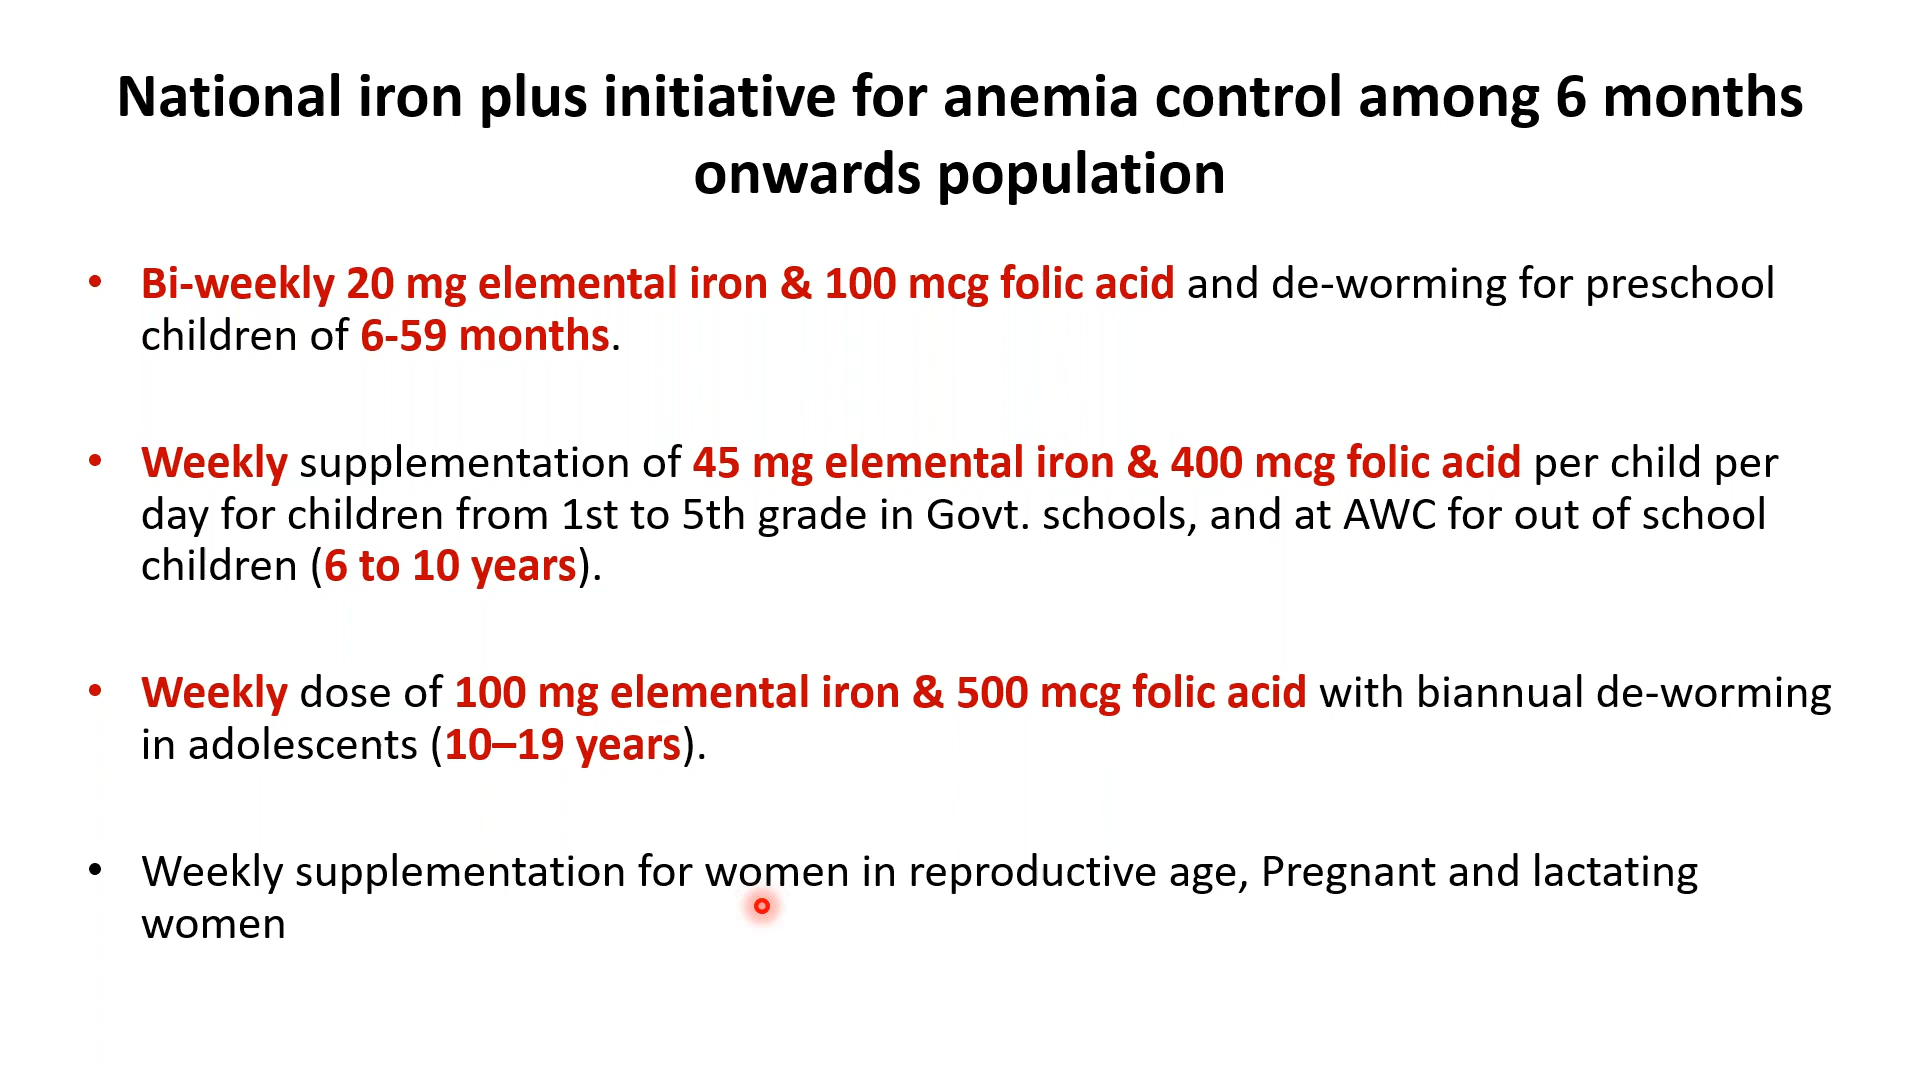 National iron plus initiative for anemia control among 6 months
onwards population
• Bi-weekly 20 mg elemental iron & 100 mcg folic acid and de-worming for preschool
children of 6-59 months.
• Weekly supplementation of 45 mg elemental iron & 400 mcg folic acid per child per
day for children from 1st to 5th grade in Govt. schools, and at AWC for out of school
children (6 to 10 years).
• Weekly dose of 100 mg elemental iron & 500 mcg folic acid with biannual de-worming
in adolescents (10–19 years).
• Weekly supplementation for women in reproductive age, Pregnant and lactating
women